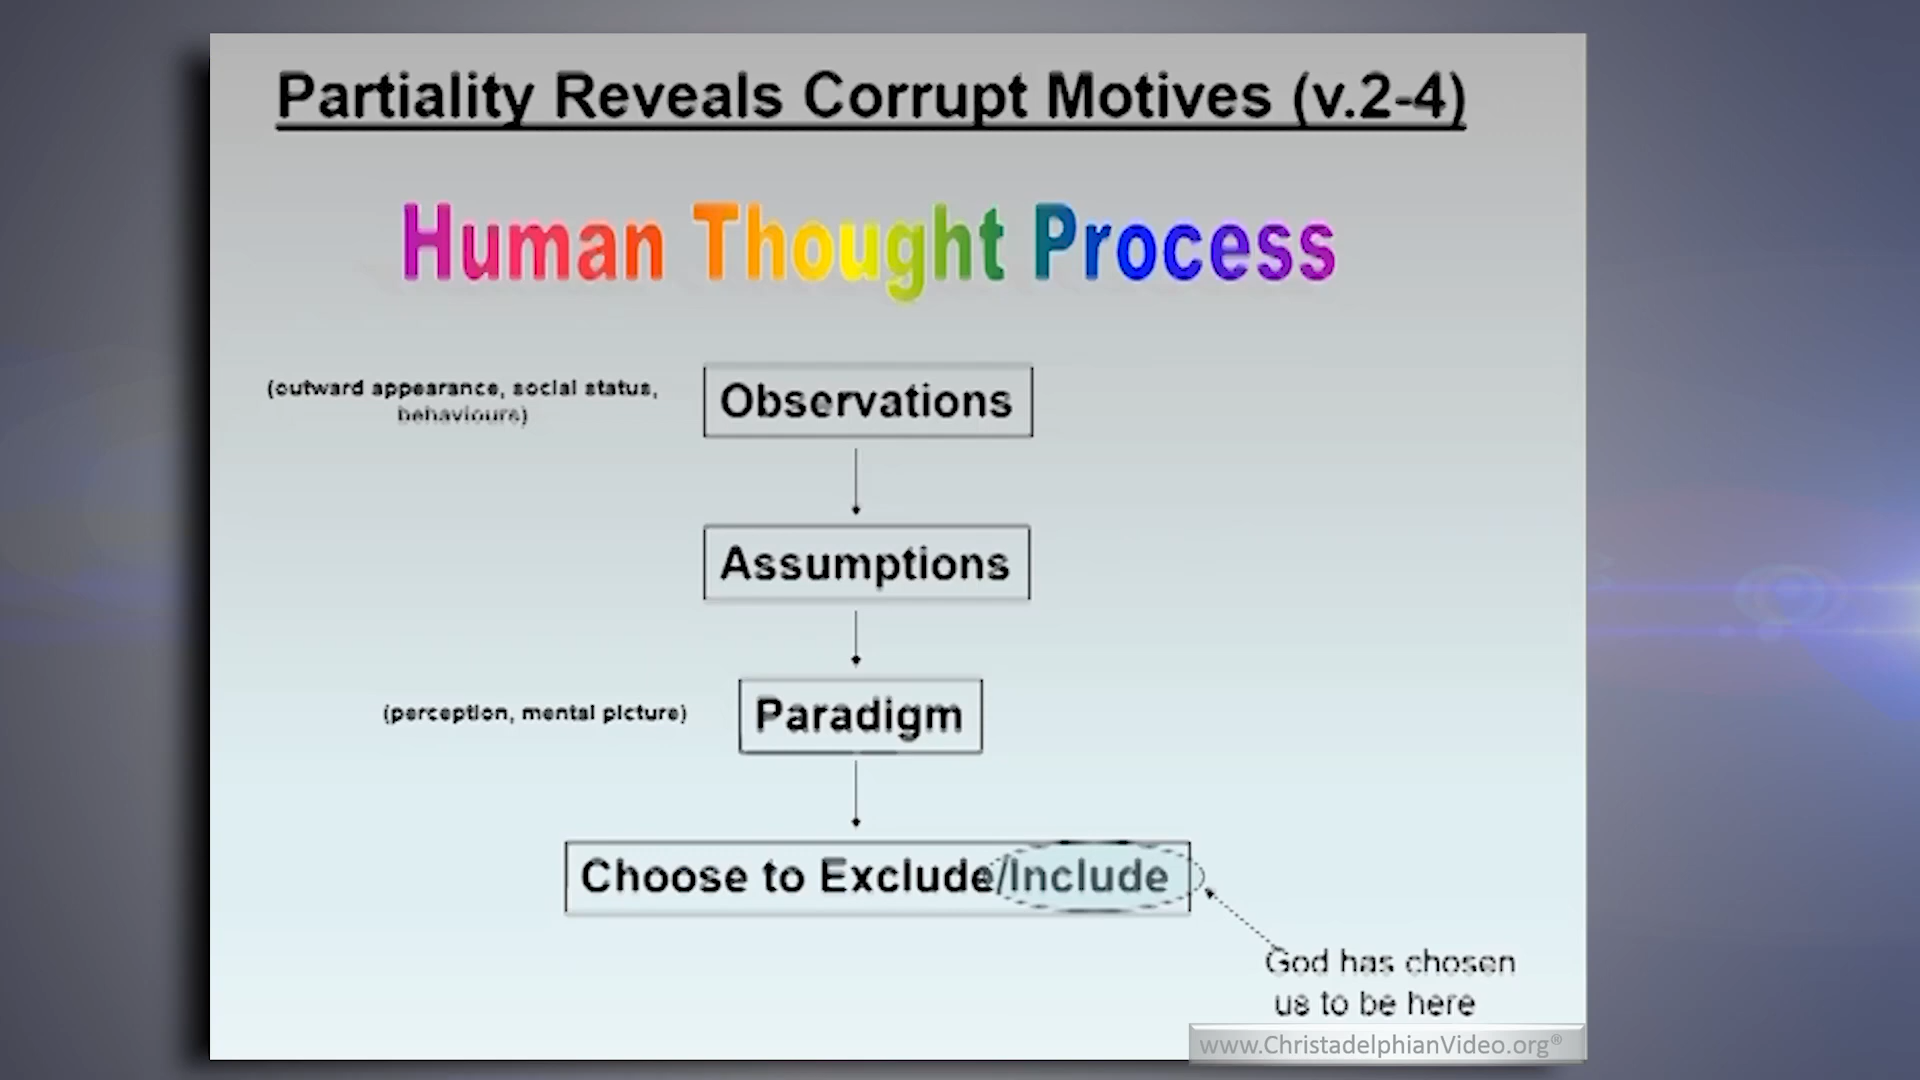 Partiality Reveals Corrupt Motives (v.2-4)
Human Thought Process
(outward appearance, social status,
behaviours)
Observations
Assumptions
(perception, mental picture)
Paradigm
Choose to Exclude/Include
God has chosen
us to be here
www.ChristadelphianVideo.org®